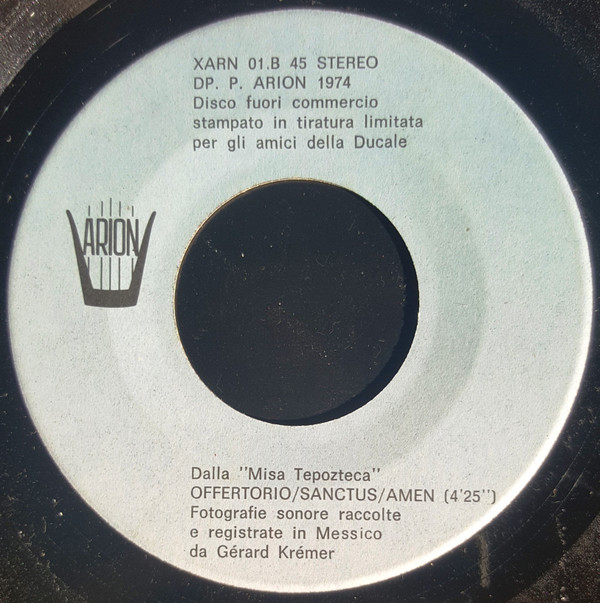 XARN 01.B 45 STEREO
DP. P. ARION 1974
Disco fuori commercio
stampato in tiratura limitata
per gli amici della Ducale
ARION
Dalla "Misa Tepozteca"
OFFERTORIO/SANCTUS/AMEN (4'25")
Fotografie sonore raccolte
e registrate in Messico
da Gérard Krémer